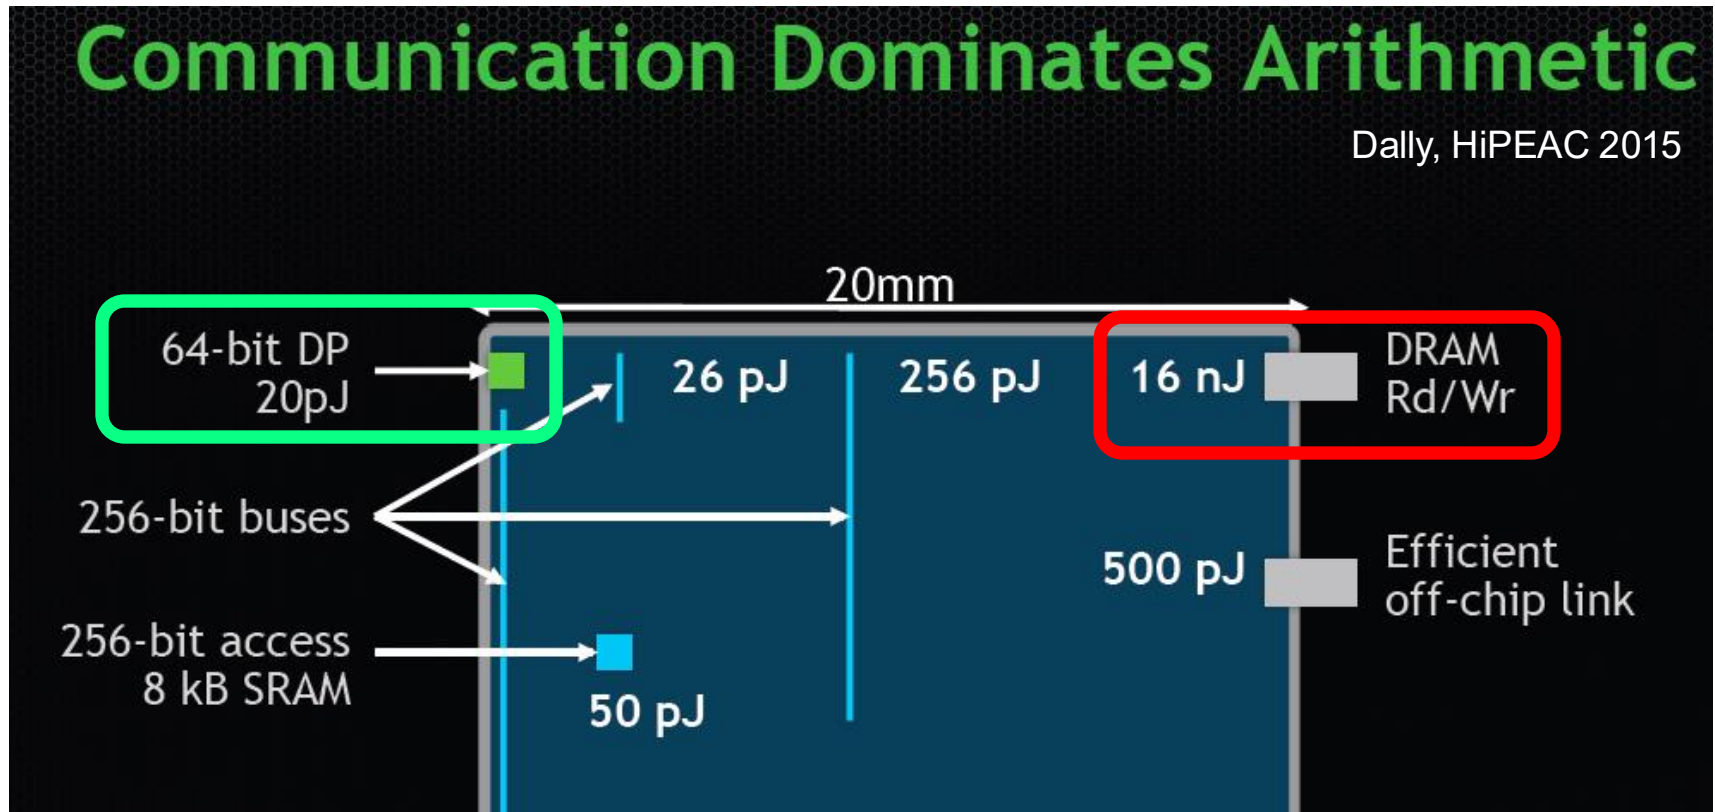 Communication Dominates Arithmetic
Dally, HiPEAC 2015
20mm
64-bit DP
20pJ
26 pJ
256 pJ
16 nJ
DRAM
Rd/Wr
256-bit buses
500 pJ
Efficient
off-chip link
256-bit access
8 kB SRAM
50 pJ